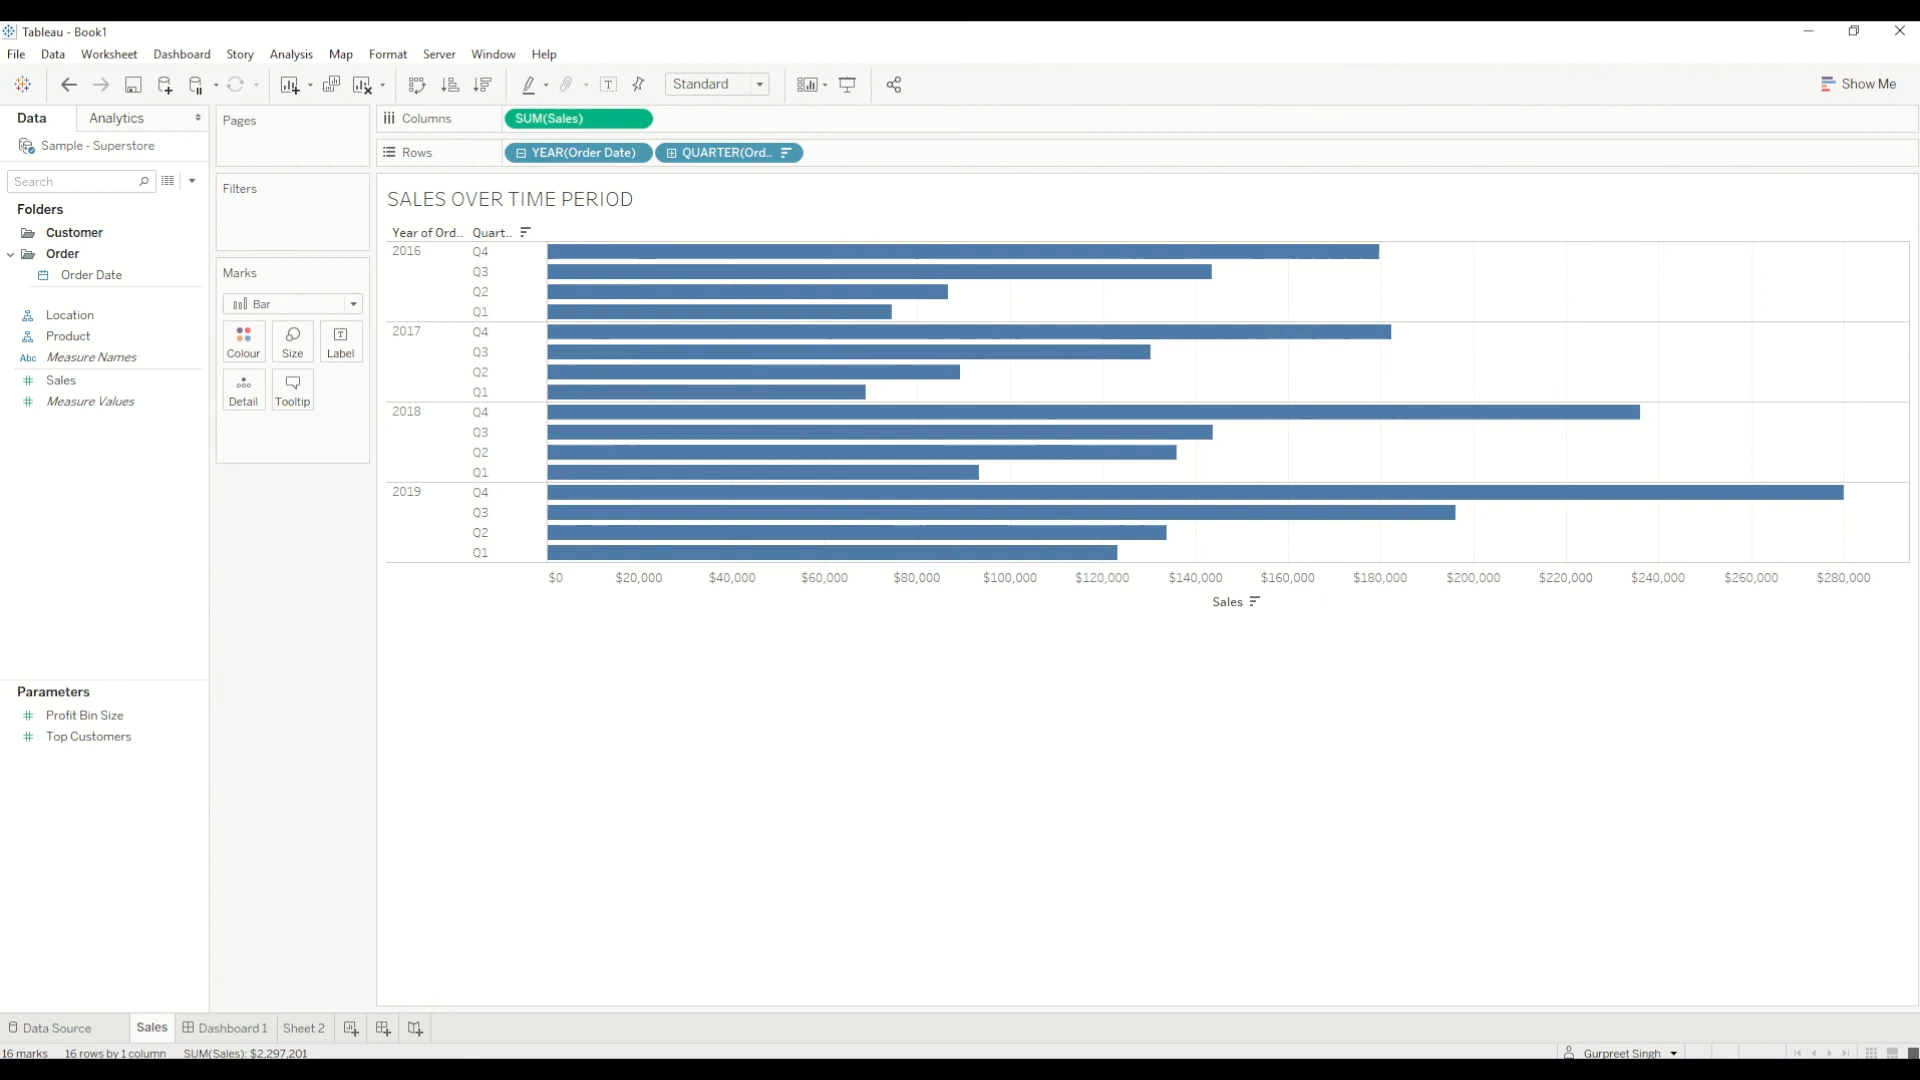 Tableau - Book1
File Data Worksheet Dashboard Story Analysis Map Format Server Window Help
Standard
Show Me
Data Analytics
Sample - Superstore
Search
Folders
Customer
Order
Order Date
Location
Product
Abc Measure Names
Sales
Measure Values
Parameters
Profit Bin Size
Top Customers
Pages
Filters
Marks
Bar
Colour Size Label
Detail Tooltip
Columns SUM(Sales)
Rows YEAR(Order Date) QUARTER(Ord..
SALES OVER TIME PERIOD
Year of Ord.. Quart..
2016 Q4
Q3
Q2
Q1
2017 Q4
Q3
Q2
Q1
2018 Q4
Q3
Q2
Q1
2019 Q4
Q3
Q2
Q1
$0 $20,000 $40,000 $60,000 $80,000 $100,000 $120,000 $140,000 $160,000 $180,000 $200,000 $220,000 $240,000 $260,000 $280,000
Sales
Data Source Sales Dashboard 1 Sheet 2
16 marks 16 rows by 1 column SUM(Sales): $2,297,201
Gurpreet Singh